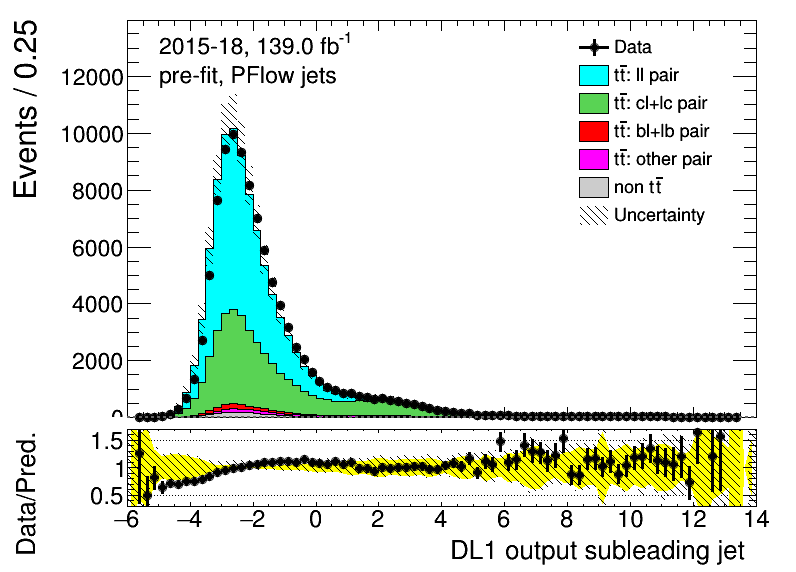 Events / 0.25
2015-18, 139.0 fb-1
pre-fit, PFlow jets
Data
tt̄: ll pair
tt̄: cl+lc pair
tt̄: bl+lb pair
tt̄: other pair
non tt̄
Uncertainty
12000
10000
8000
6000
4000
2000
0
Data/Pred.
1.5
1
0.5
−6 −4 −2 0 2 4 6 8 10 12 14
DL1 output subleading jet